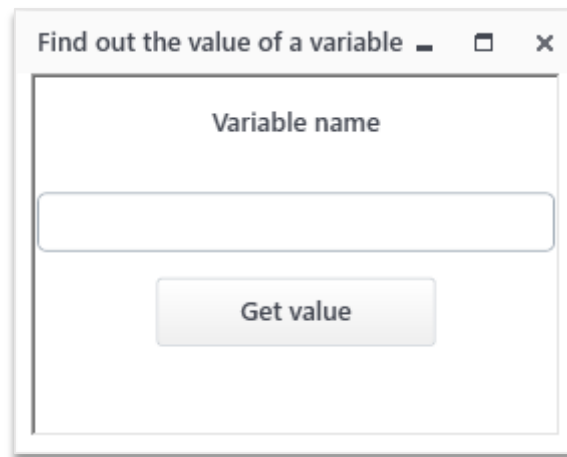 Find out the value of a variable
Variable name
Get value